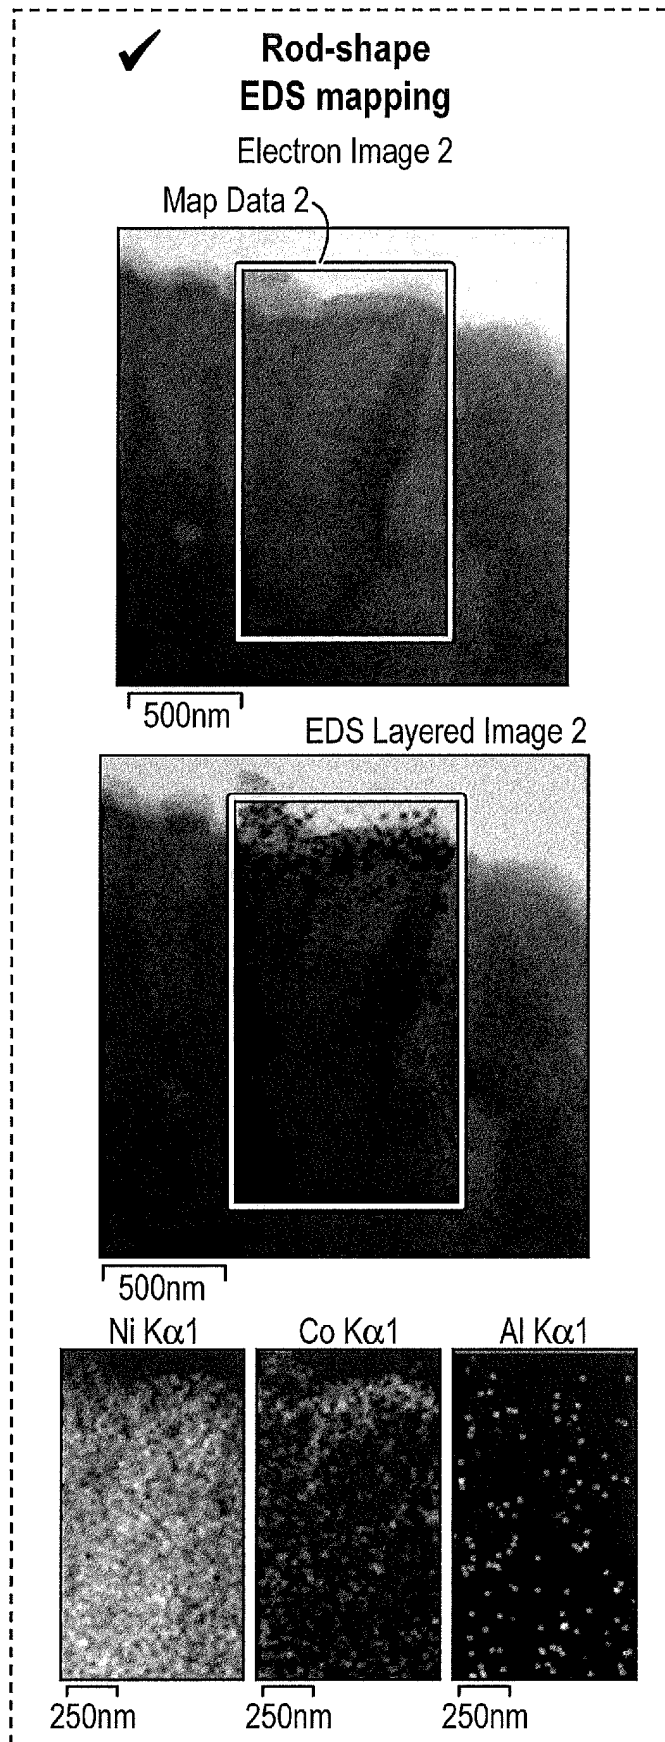 Rod-shape
EDS mapping
Electron Image 2
Map Data 2
500nm
EDS Layered Image 2
500nm
Ni Kα1 Co Kα1 Al Kα1
250nm 250nm 250nm